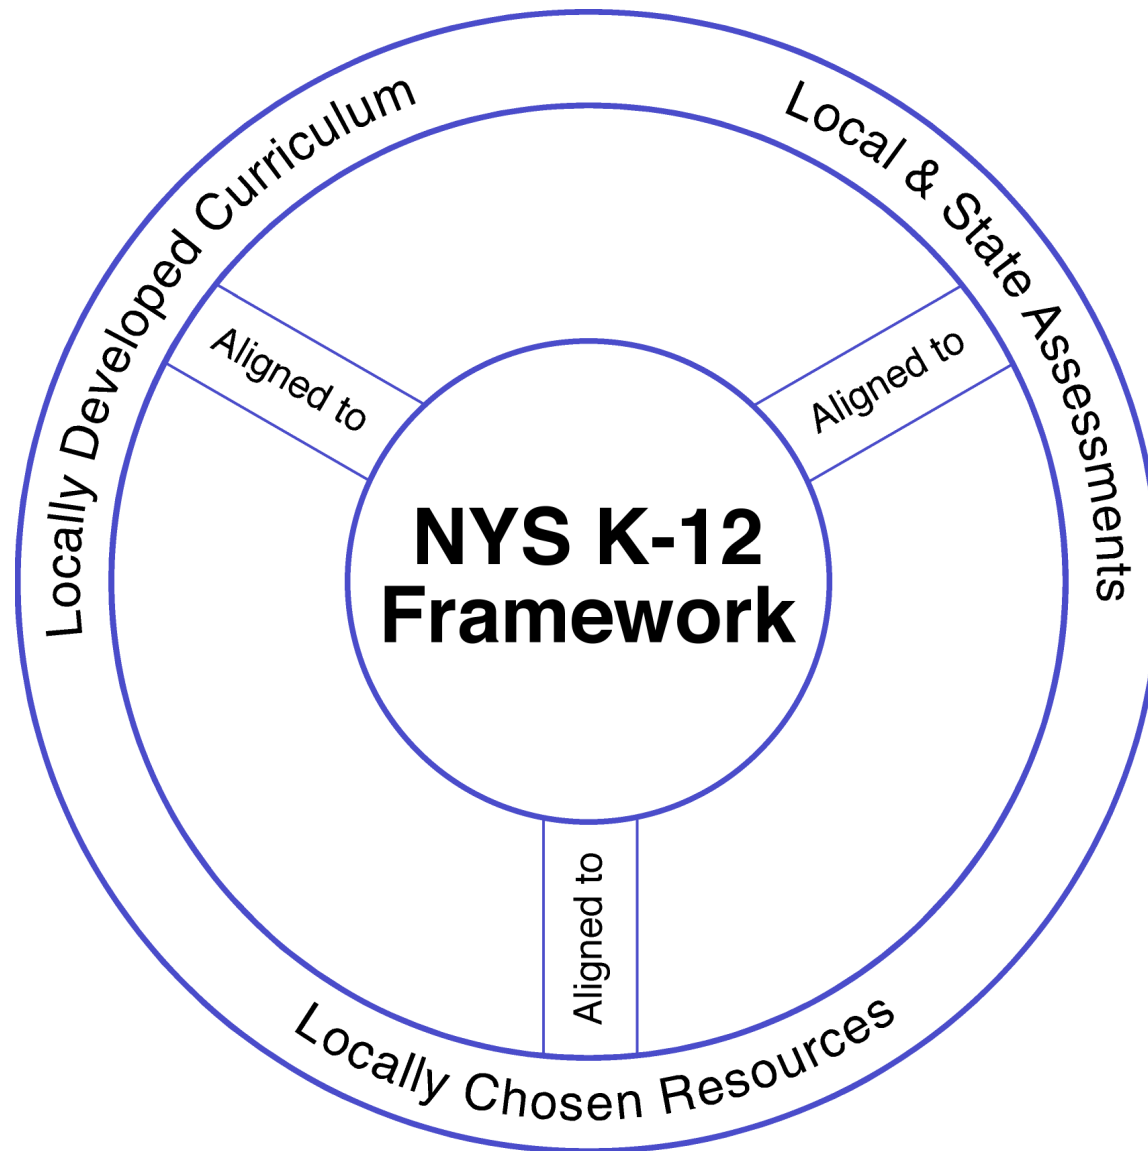 Locally Developed Curriculum
Local & State Assessments
Aligned to
Aligned to
NYS K-12
Framework
Aligned to
Locally Chosen Resources